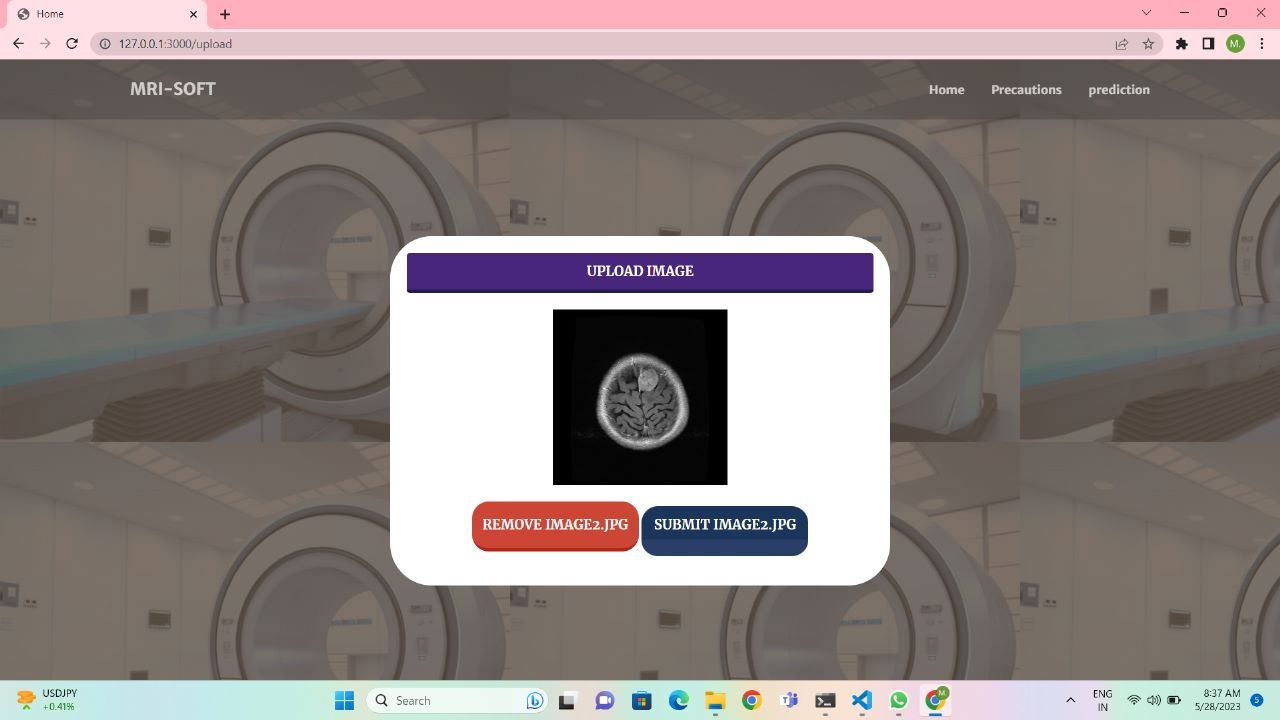 Home
127.0.0.1:3000/upload
M.
MRI-SOFT
Home Precautions prediction
UPLOAD IMAGE
REMOVE IMAGE2.JPG SUBMIT IMAGE2.JPG
USDJPY
+0.41%
Search
M
ENG
IN
8:37 AM
5/28/2023
5